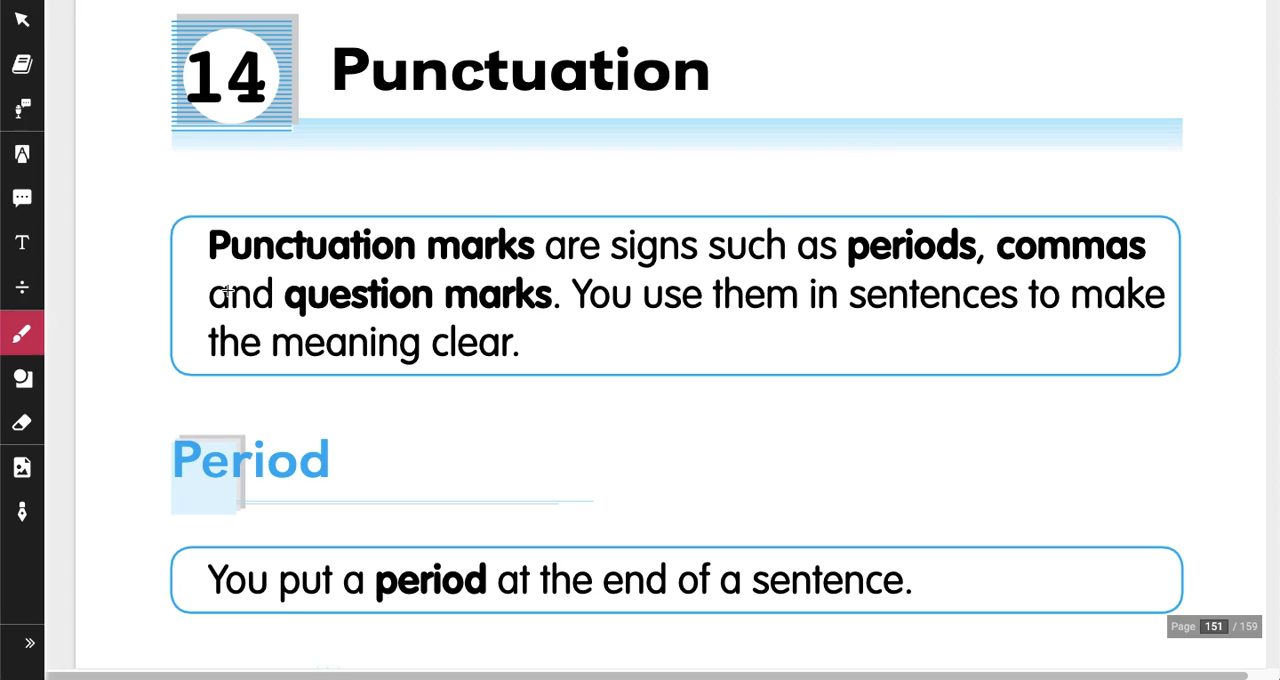 14 Punctuation
Punctuation marks are signs such as periods, commas
and question marks. You use them in sentences to make
the meaning clear.
Period
You put a period at the end of a sentence.
Page 151 / 159